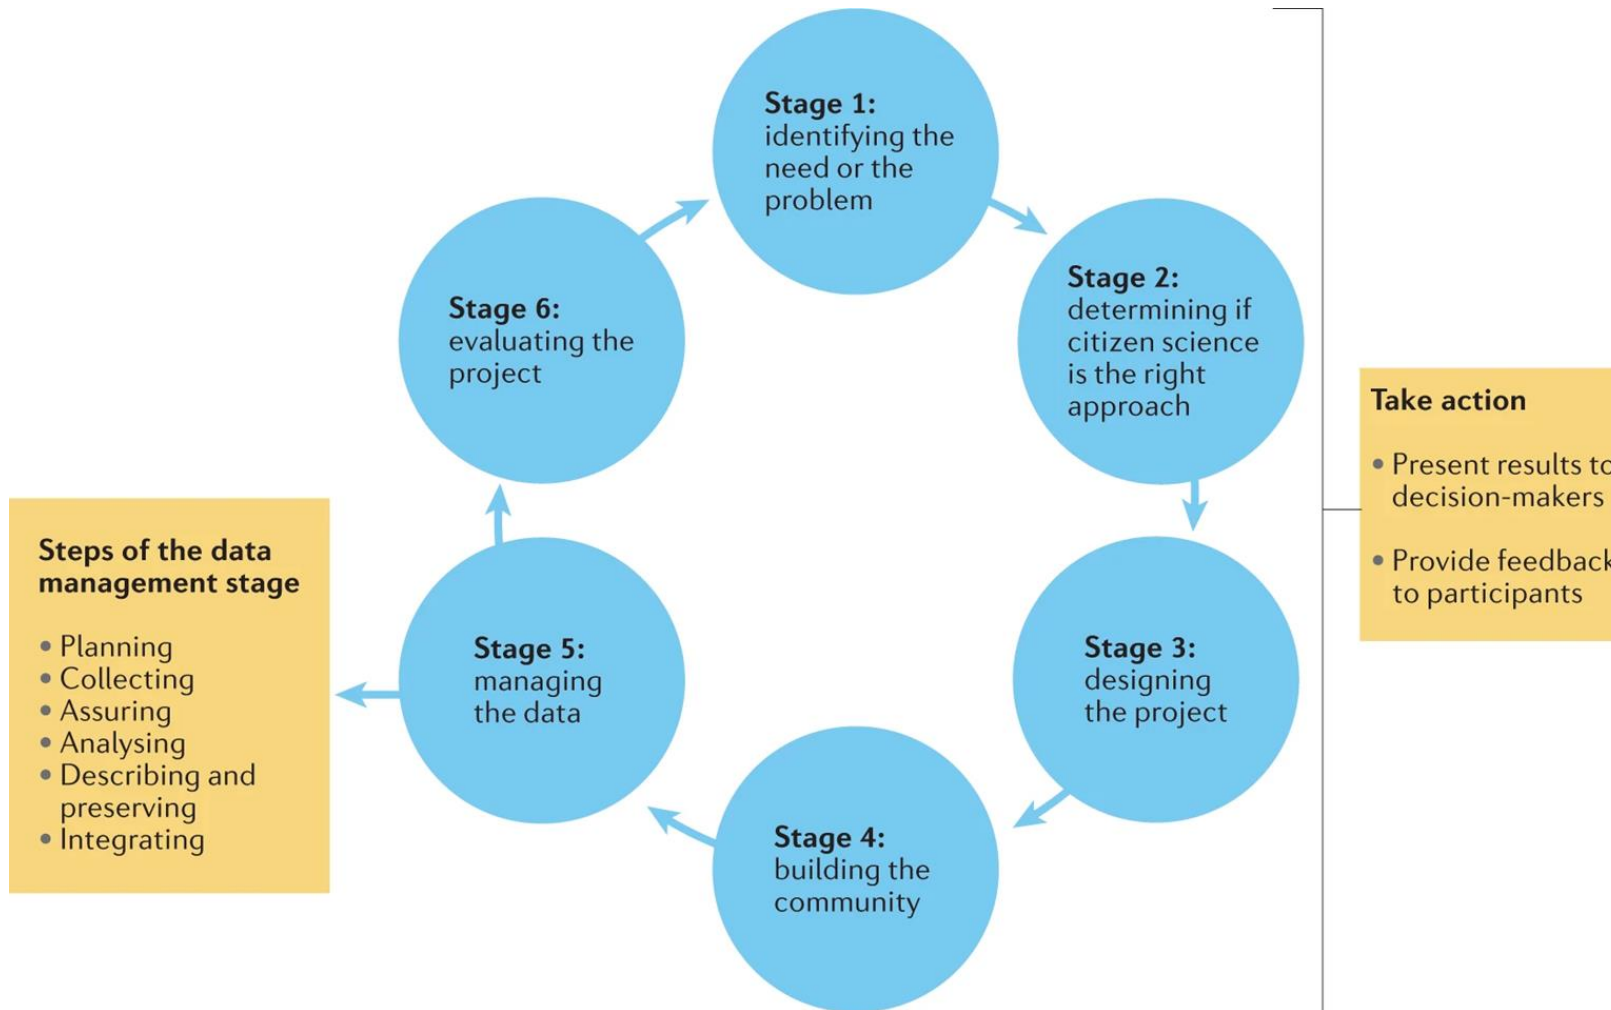 Stage 1:
identifying the
need or the
problem
Stage 2:
determining if
citizen science
is the right
approach
Stage 3:
designing
the project
Stage 4:
building the
community
Stage 5:
managing
the data
Stage 6:
evaluating the
project
Steps of the data
management stage
• Planning
• Collecting
• Assuring
• Analysing
• Describing and
preserving
• Integrating
Take action
• Present results to
decision-makers
• Provide feedback
to participants